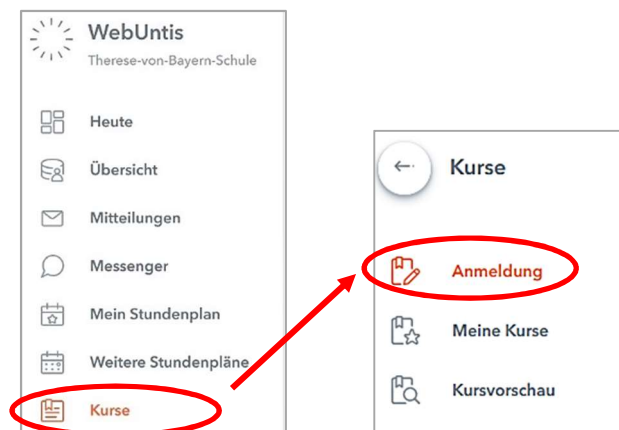 WebUntis
Therese-von-Bayern-Schule
Heute
Übersicht
Mitteilungen
Messenger
Mein Stundenplan
Weitere Stundenpläne
Kurse
Kurse
Anmeldung
Meine Kurse
Kursvorschau